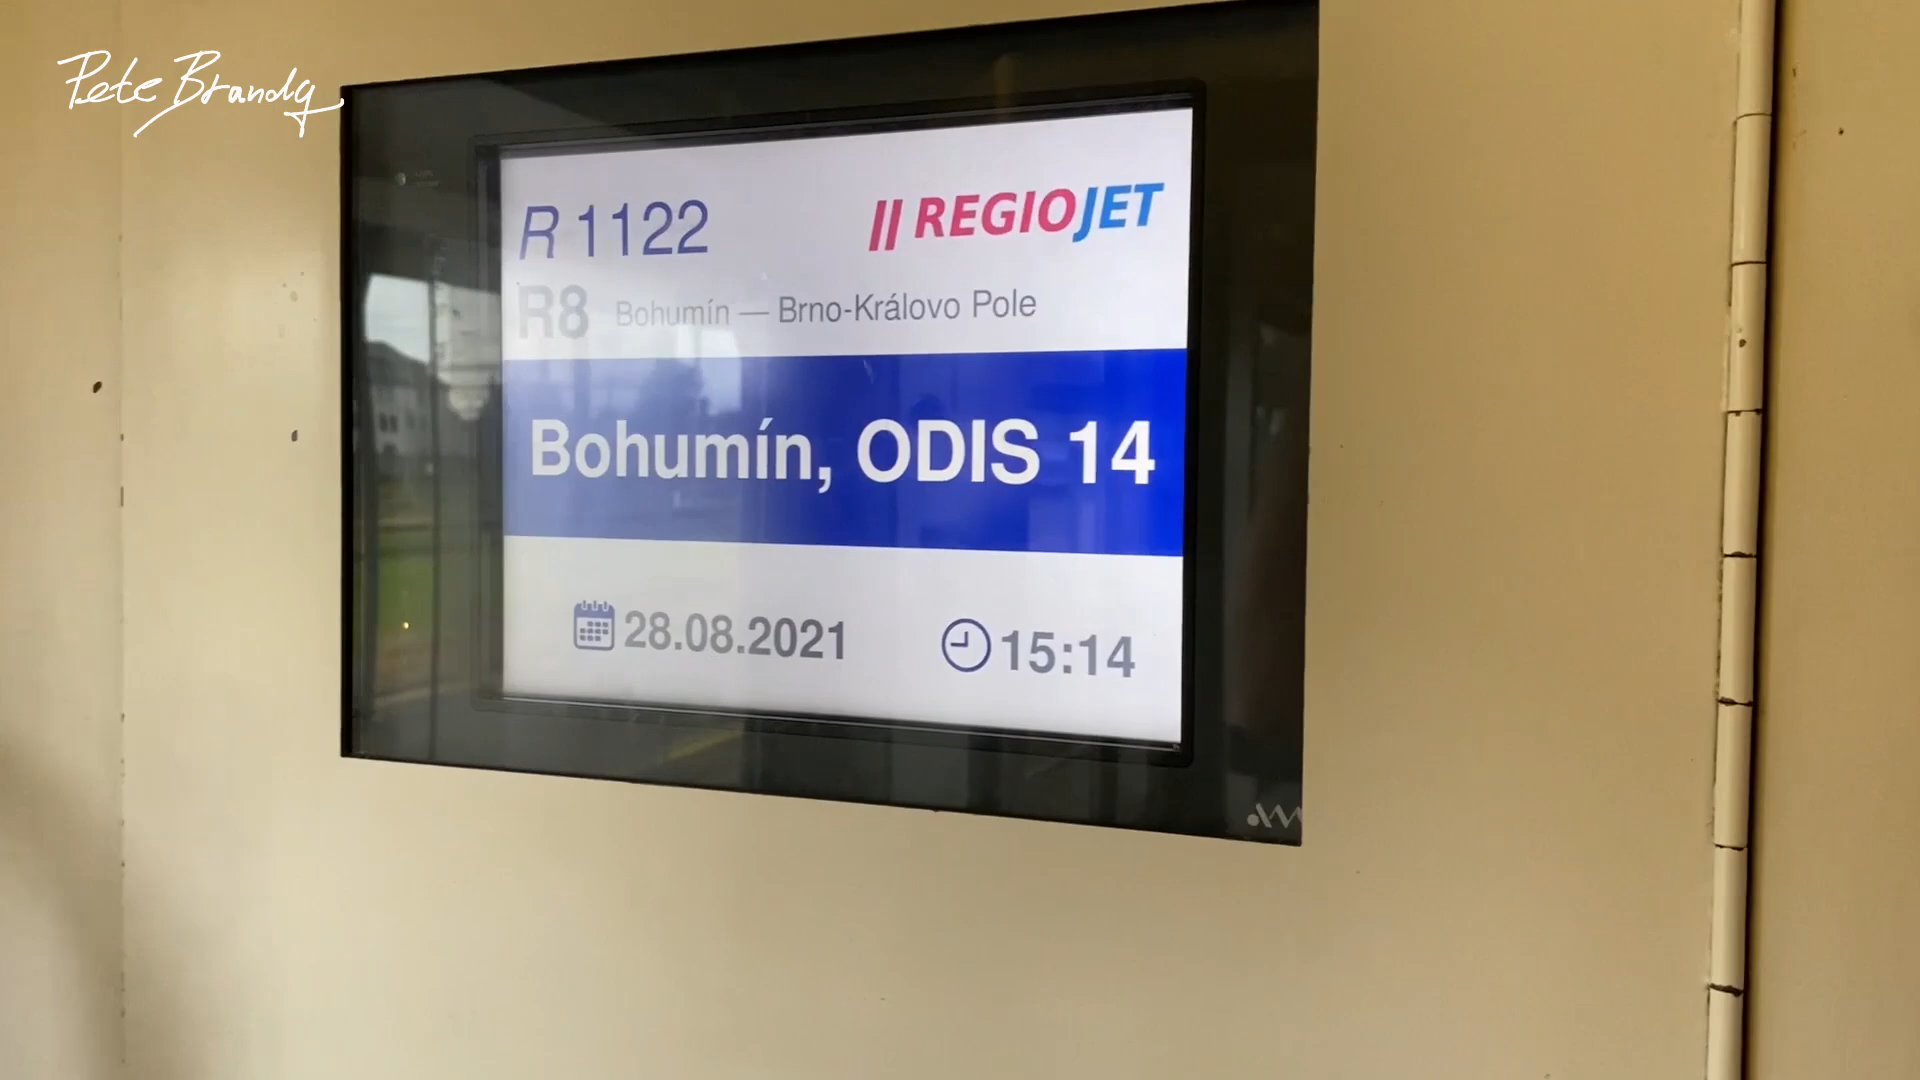 Pete Brandy
R 1122
REGIOJET
R8 Bohumín — Brno-Královo Pole
Bohumín, ODIS 14
28.08.2021
15:14